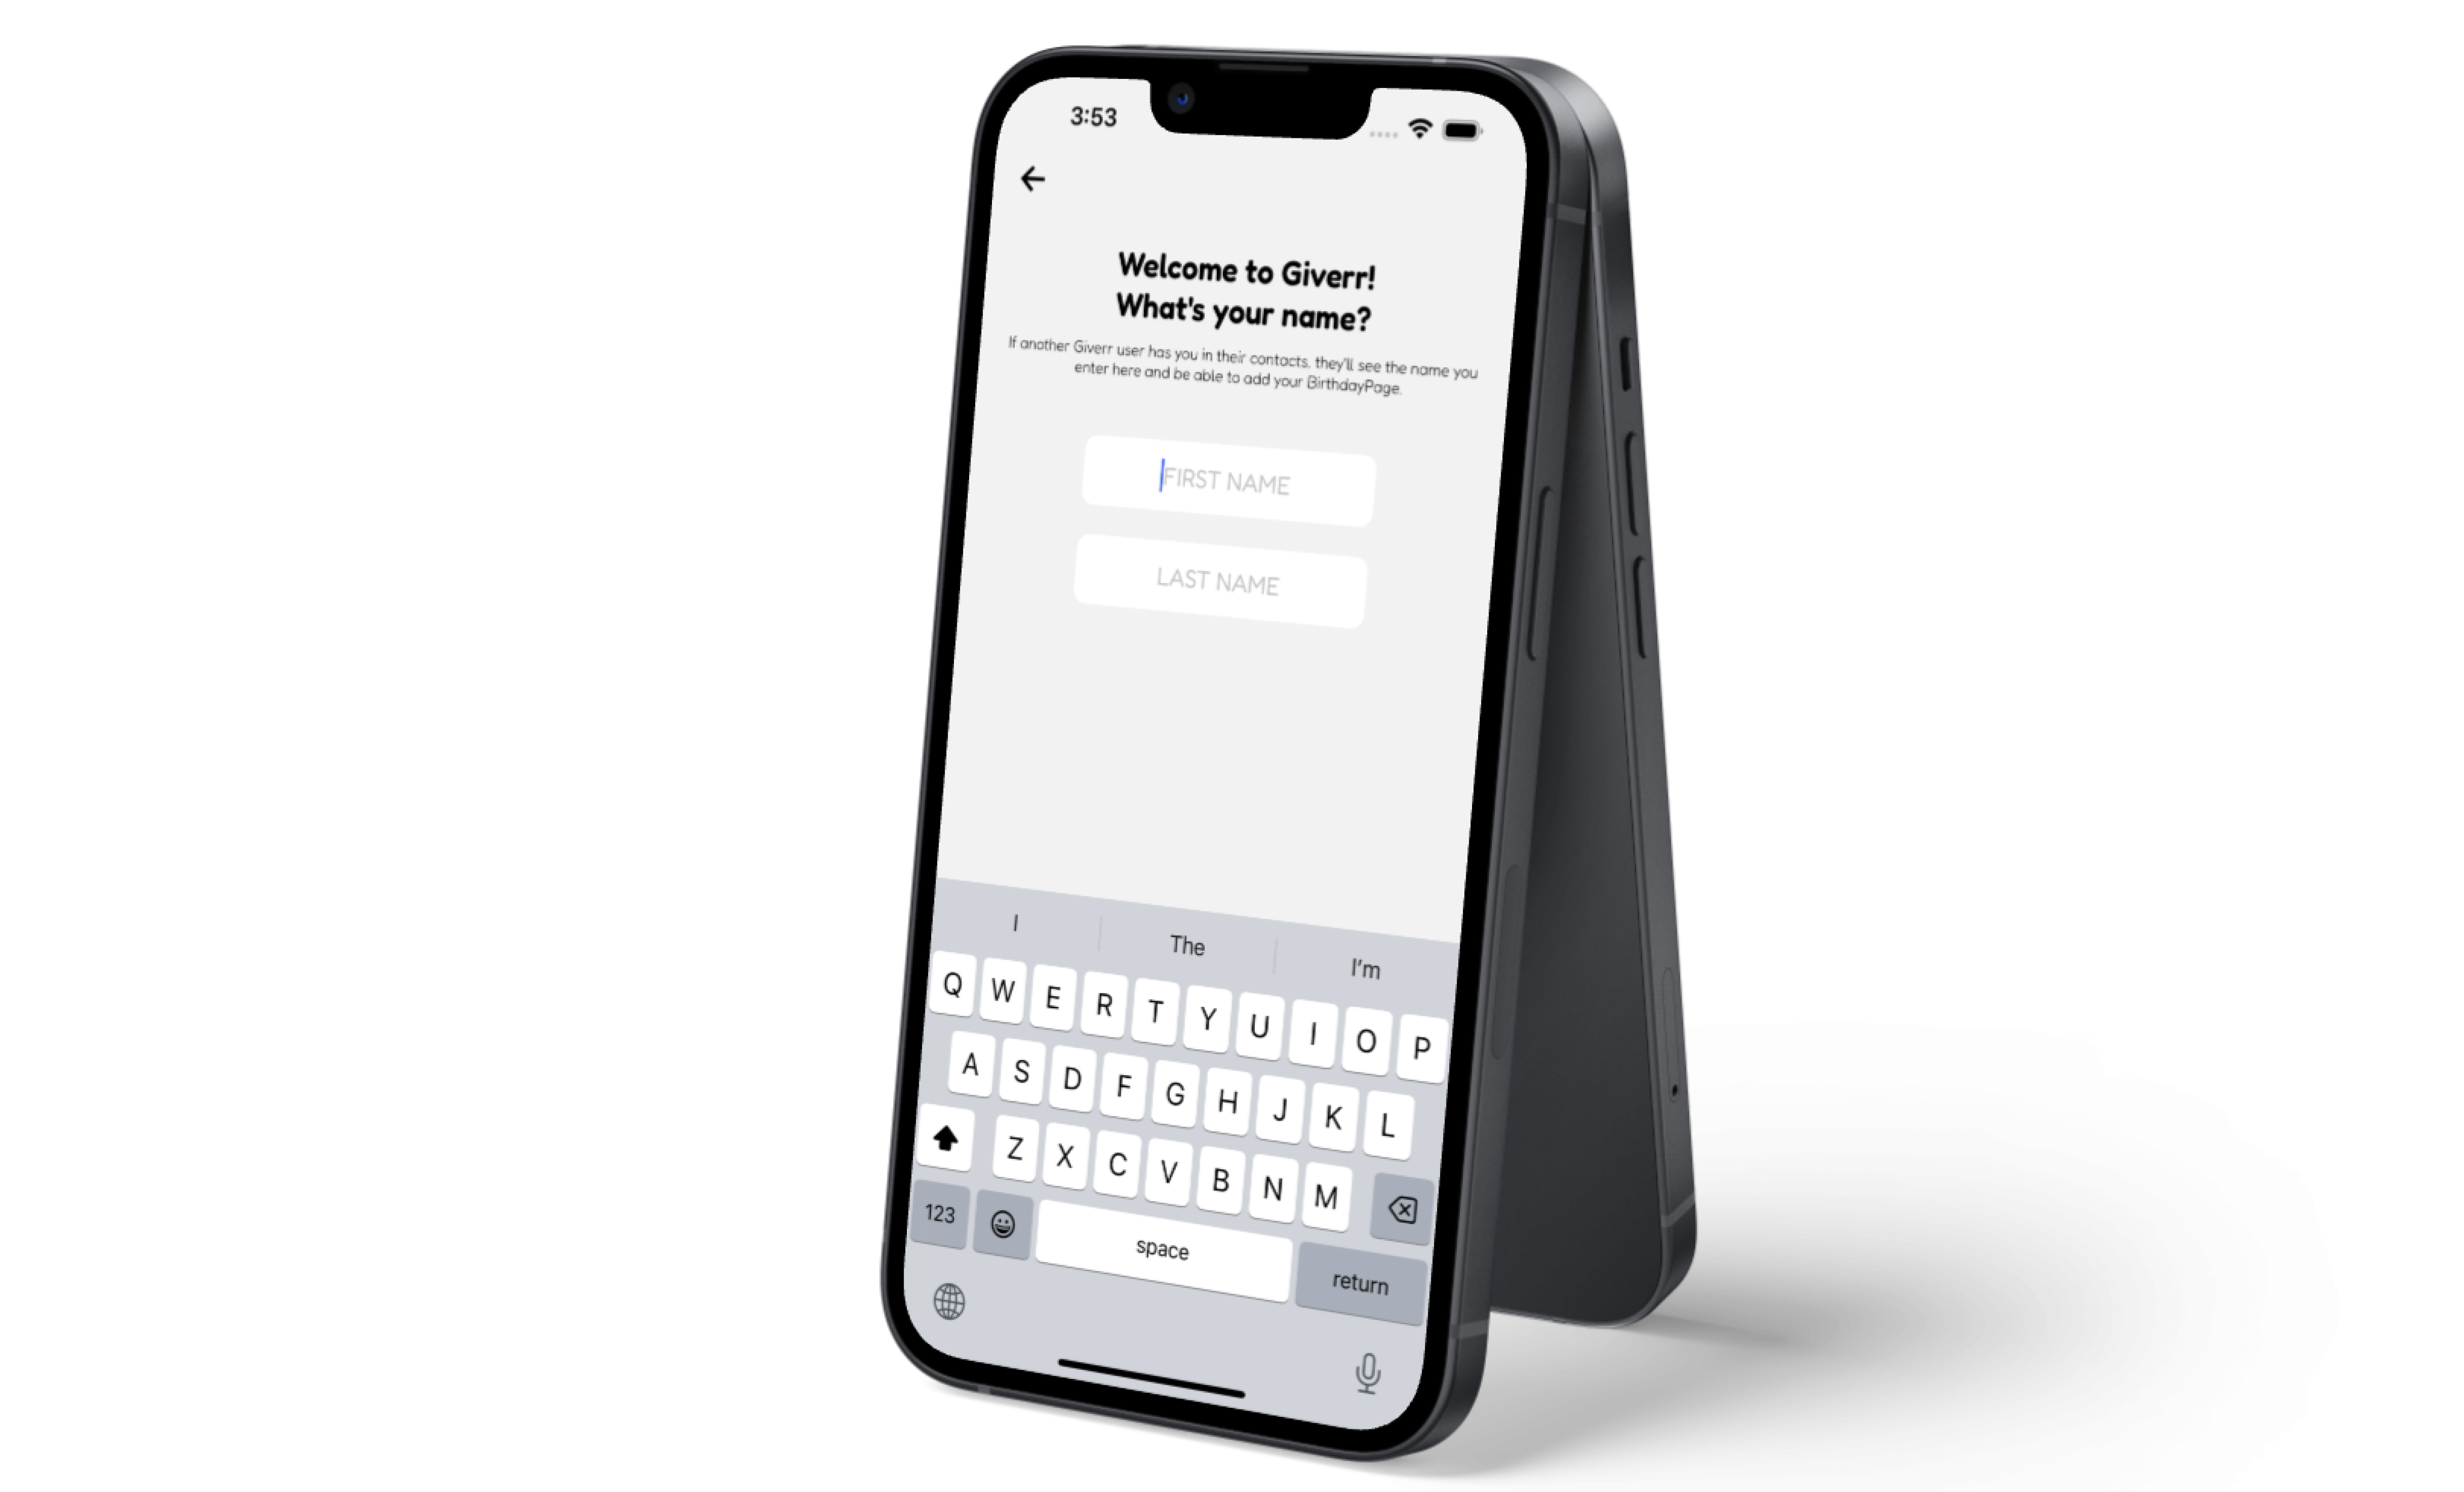 3:53
Welcome to Giverr!
What's your name?
If another Giverr user has you in their contacts, they'll see the name you
enter here and be able to add your BirthdayPage.
FIRST NAME
LAST NAME
I The I'm
Q W E R T Y U I O P
A S D F G H J K L
Z X C V B N M
123 space return